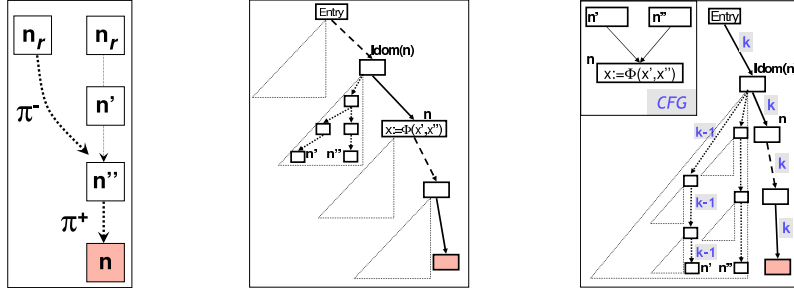 n_r n_r
n'
π-
n''
π+
n
Entry
Idom(n)
n
x:=Φ(x',x'')
n' n''
n' n'' Entry
k
n Idom(n)
x:=Φ(x',x'')
CFG k n
k-1
k
k-1
k
k-1
n' n''